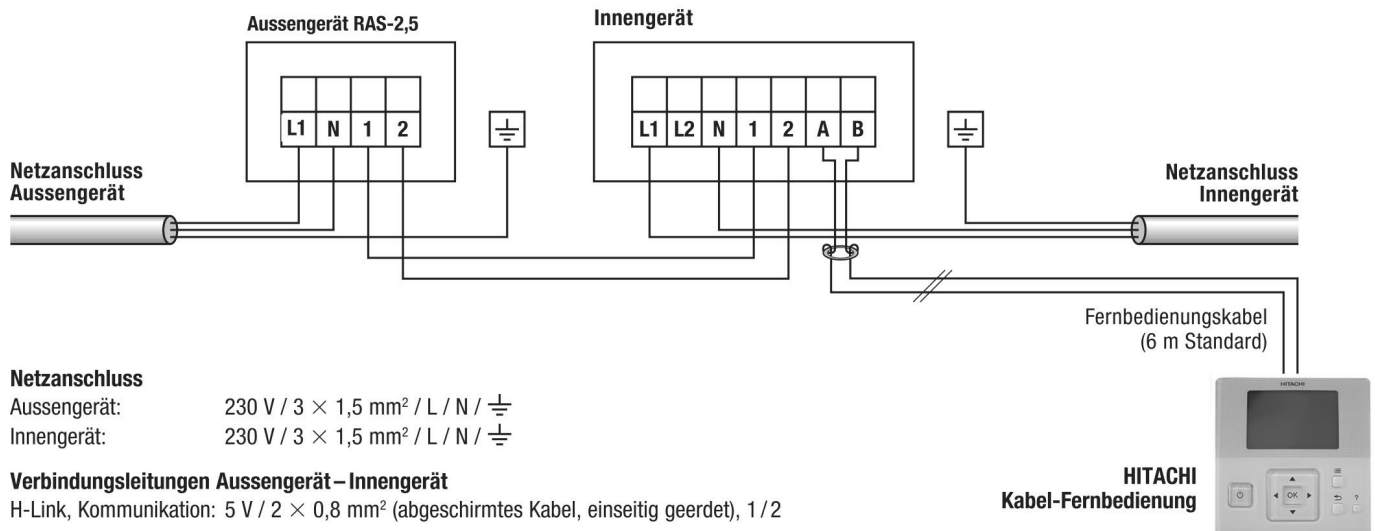 Aussengerät RAS-2,5
Innengerät
L1 N 1 2
L1 L2 N 1 2 A B
Netzanschluss
Aussengerät
Netzanschluss
Innengerät
Fernbedienungskabel
(6 m Standard)
Netzanschluss
Aussengerät: 230 V / 3 × 1,5 mm² / L / N / ⏚
Innengerät: 230 V / 3 × 1,5 mm² / L / N / ⏚
Verbindungsleitungen Aussengerät – Innengerät
H-Link, Kommunikation: 5 V / 2 × 0,8 mm² (abgeschirmtes Kabel, einseitig geerdet), 1 / 2
HITACHI
Kabel-Fernbedienung
HITACHI
OK
?